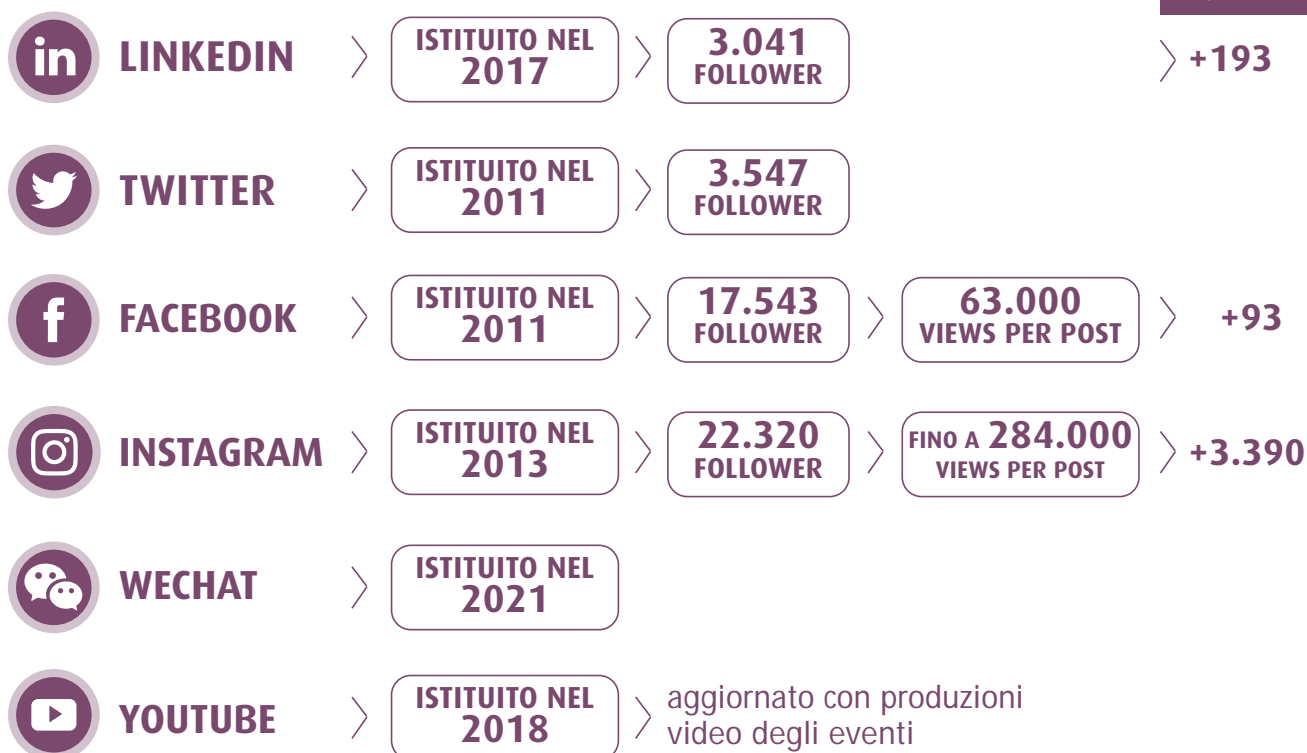 LINKEDIN
ISTITUITO NEL
2017
3.041
FOLLOWER
+193
TWITTER
ISTITUITO NEL
2011
3.547
FOLLOWER
FACEBOOK
ISTITUITO NEL
2011
17.543
FOLLOWER
63.000
VIEWS PER POST
+93
INSTAGRAM
ISTITUITO NEL
2013
22.320
FOLLOWER
FINO A 284.000
VIEWS PER POST
+3.390
WECHAT
ISTITUITO NEL
2021
YOUTUBE
ISTITUITO NEL
2018
aggiornato con produzioni
video degli eventi